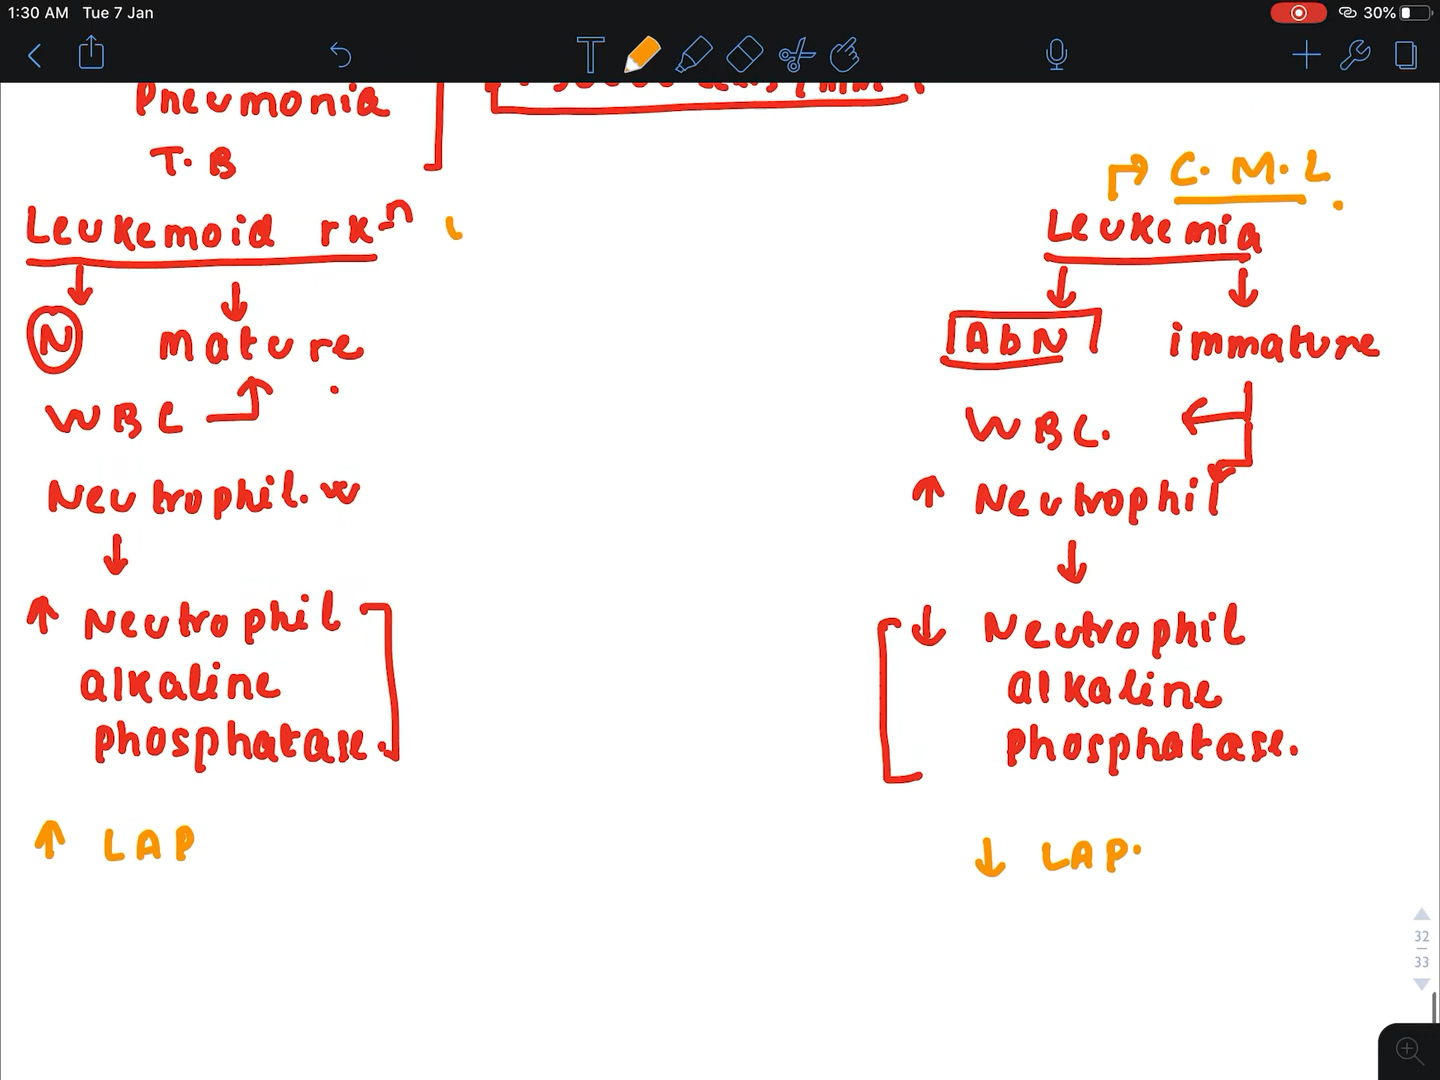 1:30 AM Tue 7 Jan
30%
Pneumonia
T.B
C.M.L.
Leukemoid rxⁿ
Leukemia
N mature
AbN immature
WBC
WBC.
Neutrophil.
↑ Neutrophil
↑ Neutrophil
alkaline
phosphatase.
↓ Neutrophil
alkaline
phosphatase.
↑ LAP
↓ LAP.
32
33